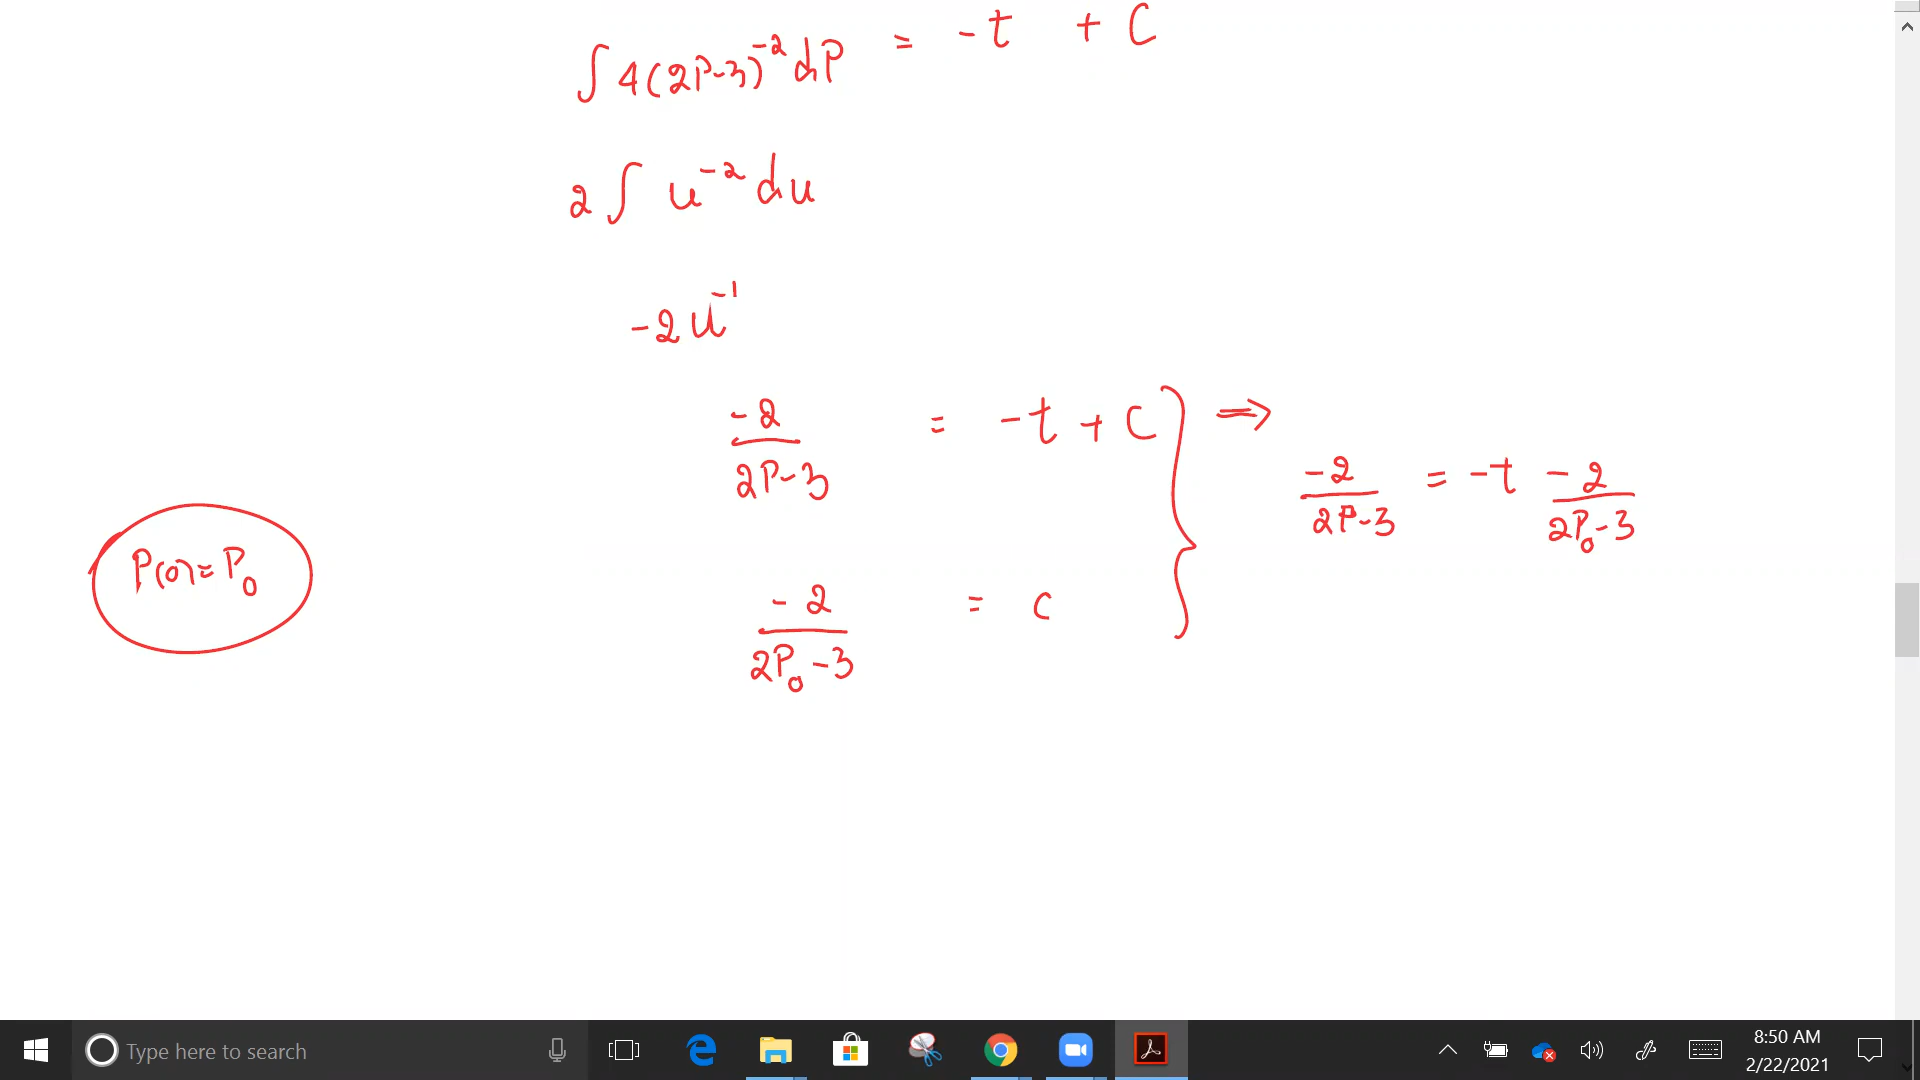 ∫ 4(2P-3)⁻² dP = -t + C
2 ∫ u⁻² du
-2u⁻¹
-2/(2P-3) = -t + C } ⇒
-2/(2P-3) = -t -2/(2P₀-3)
P(0) = P₀
-2/(2P₀-3) = C
Type here to search
8:50 AM
2/22/2021